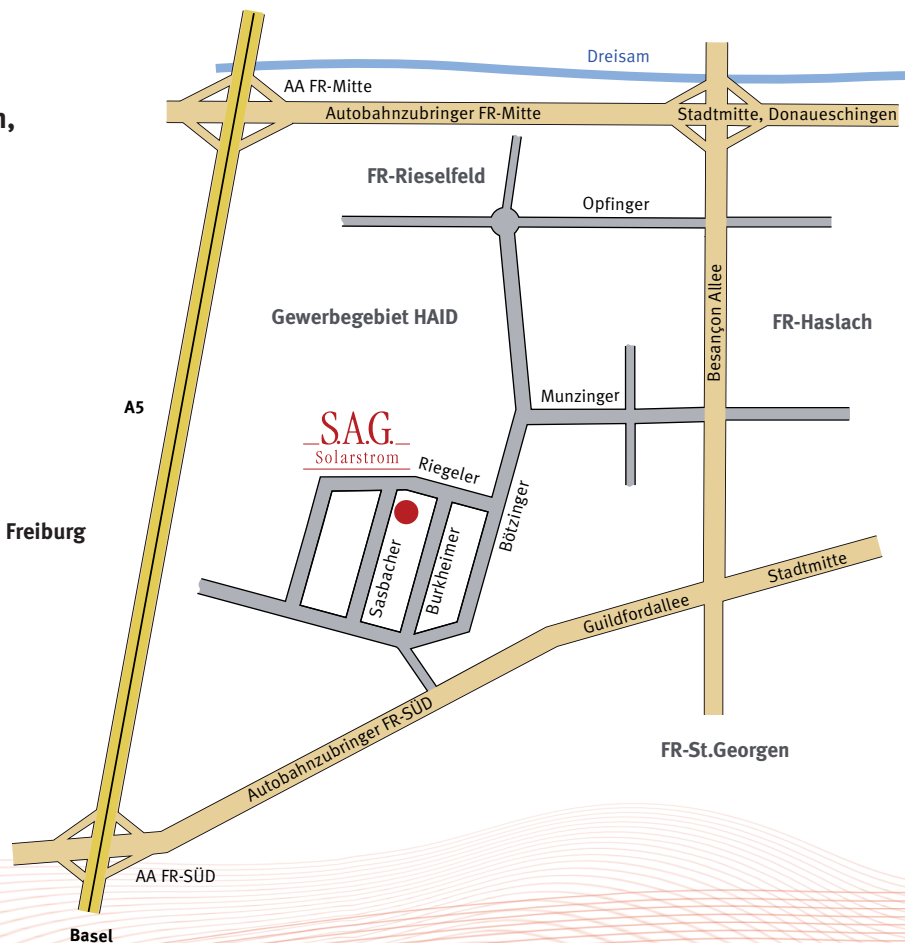 Dreisam
AA FR-Mitte
n,
Autobahnzubringer FR-Mitte
Stadtmitte, Donaueschingen
FR-Rieselfeld
Opfinger
Gewerbegebiet HAID
Besançon Allee
FR-Haslach
A5
Munzinger
S.A.G.
Solarstrom
Riegeler
Bötzinger
Freiburg
Sasbacher
Burkheimer
Stadtmitte
Guildfordallee
Autobahnzubringer FR-SÜD
FR-St.Georgen
AA FR-SÜD
Basel